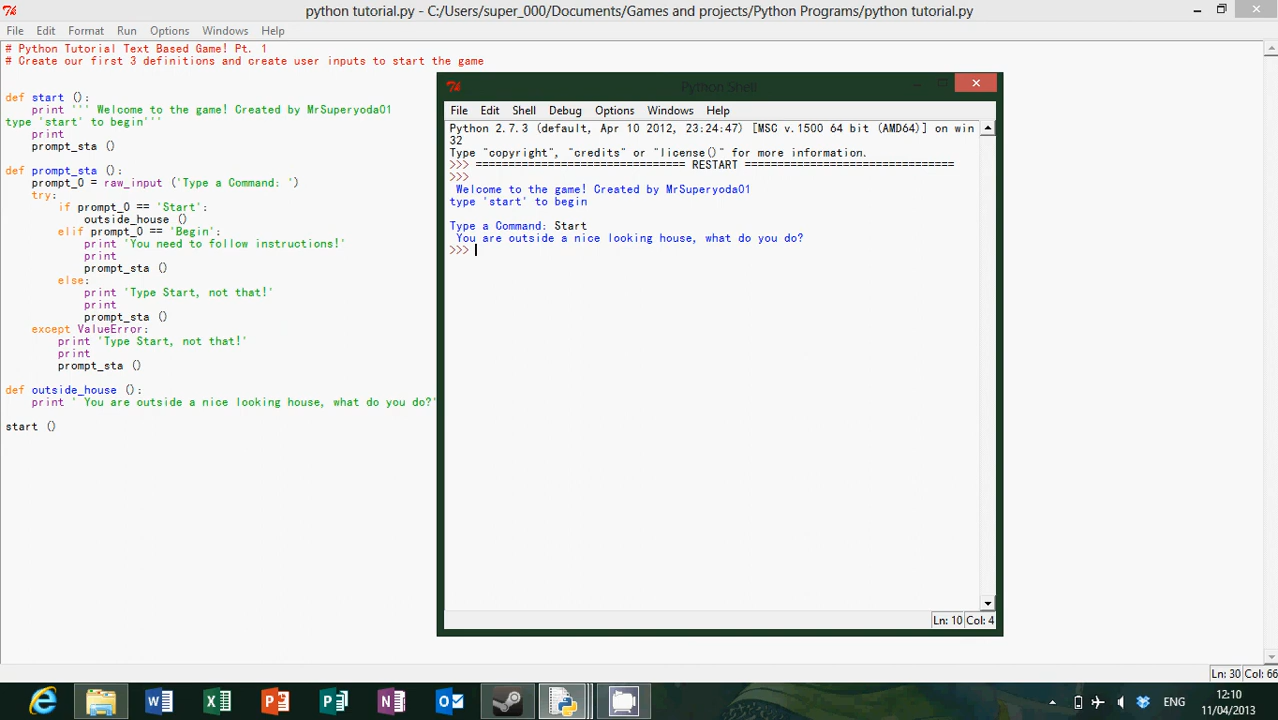 python tutorial.py - C:/Users/super_000/Documents/Games and projects/Python Programs/python tutorial.py
File Edit Format Run Options Windows Help
# Python Tutorial Text Based Game! Pt. 1
# Create our first 3 definitions and create user inputs to start the game
def start ():
print ''' Welcome to the game! Created by MrSuperyoda01
type 'start' to begin'''
print
prompt_sta ()
def prompt_sta ():
prompt_0 = raw_input ('Type a Command: ')
try:
if prompt_0 == 'Start':
outside_house ()
elif prompt_0 == 'Begin':
print 'You need to follow instructions!'
print
prompt_sta ()
else:
print 'Type Start, not that!'
print
prompt_sta ()
except ValueError:
print 'Type Start, not that!'
print
prompt_sta ()
def outside_house ():
print ' You are outside a nice looking house, what do you do?'
start ()
Ln: 30 Col: 66
Python Shell
File Edit Shell Debug Options Windows Help
Python 2.7.3 (default, Apr 10 2012, 23:24:47) [MSC v.1500 64 bit (AMD64)] on win
32
Type "copyright", "credits" or "license()" for more information.
>>> ================================ RESTART ================================
>>>
Welcome to the game! Created by MrSuperyoda01
type 'start' to begin
Type a Command: Start
You are outside a nice looking house, what do you do?
>>>
Ln: 10 Col: 4
ENG
12:10
11/04/2013